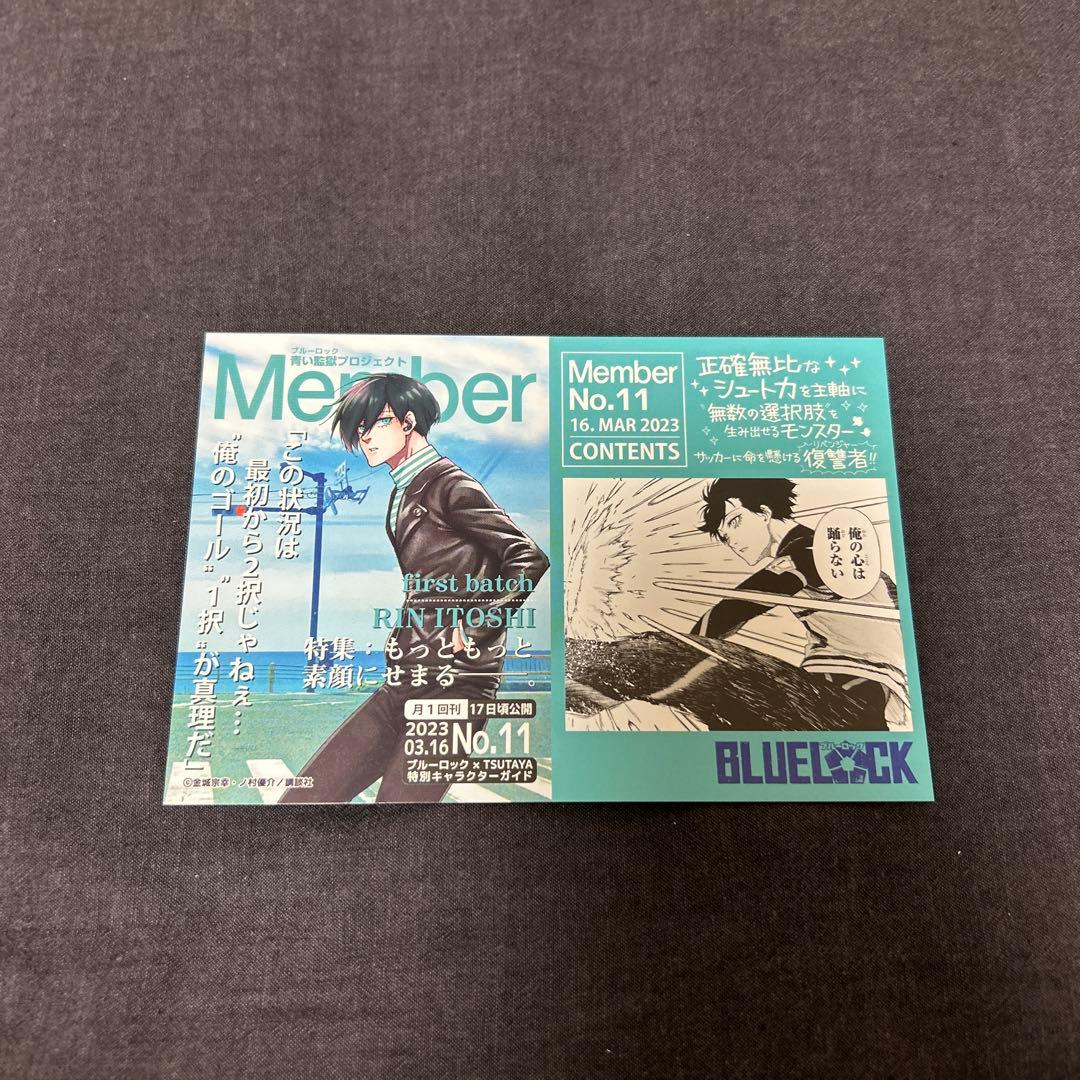 ブルーロック
青い監獄プロジェクト
Member
「この状況は
最初から2択じゃねぇ…
"俺のゴール" "1択"が真理だ」
first batch
RIN ITOSHI
特集：もっともっと
素顔にせまる――。
月1回刊 17日頃公開
2023
03.16 No.11
ブルーロック × TSUTAYA
特別キャラクターガイド
©金城宗幸・ノ村優介／講談社
Member
No.11
16. MAR 2023
CONTENTS
正確無比な
シュート力を主軸に
"無数の選択肢"を
生み出せるモンスター
リベンジャー
サッカーに命を懸ける復讐者!!
俺の心は
踊らない
ブルーロック
BLUELOCK